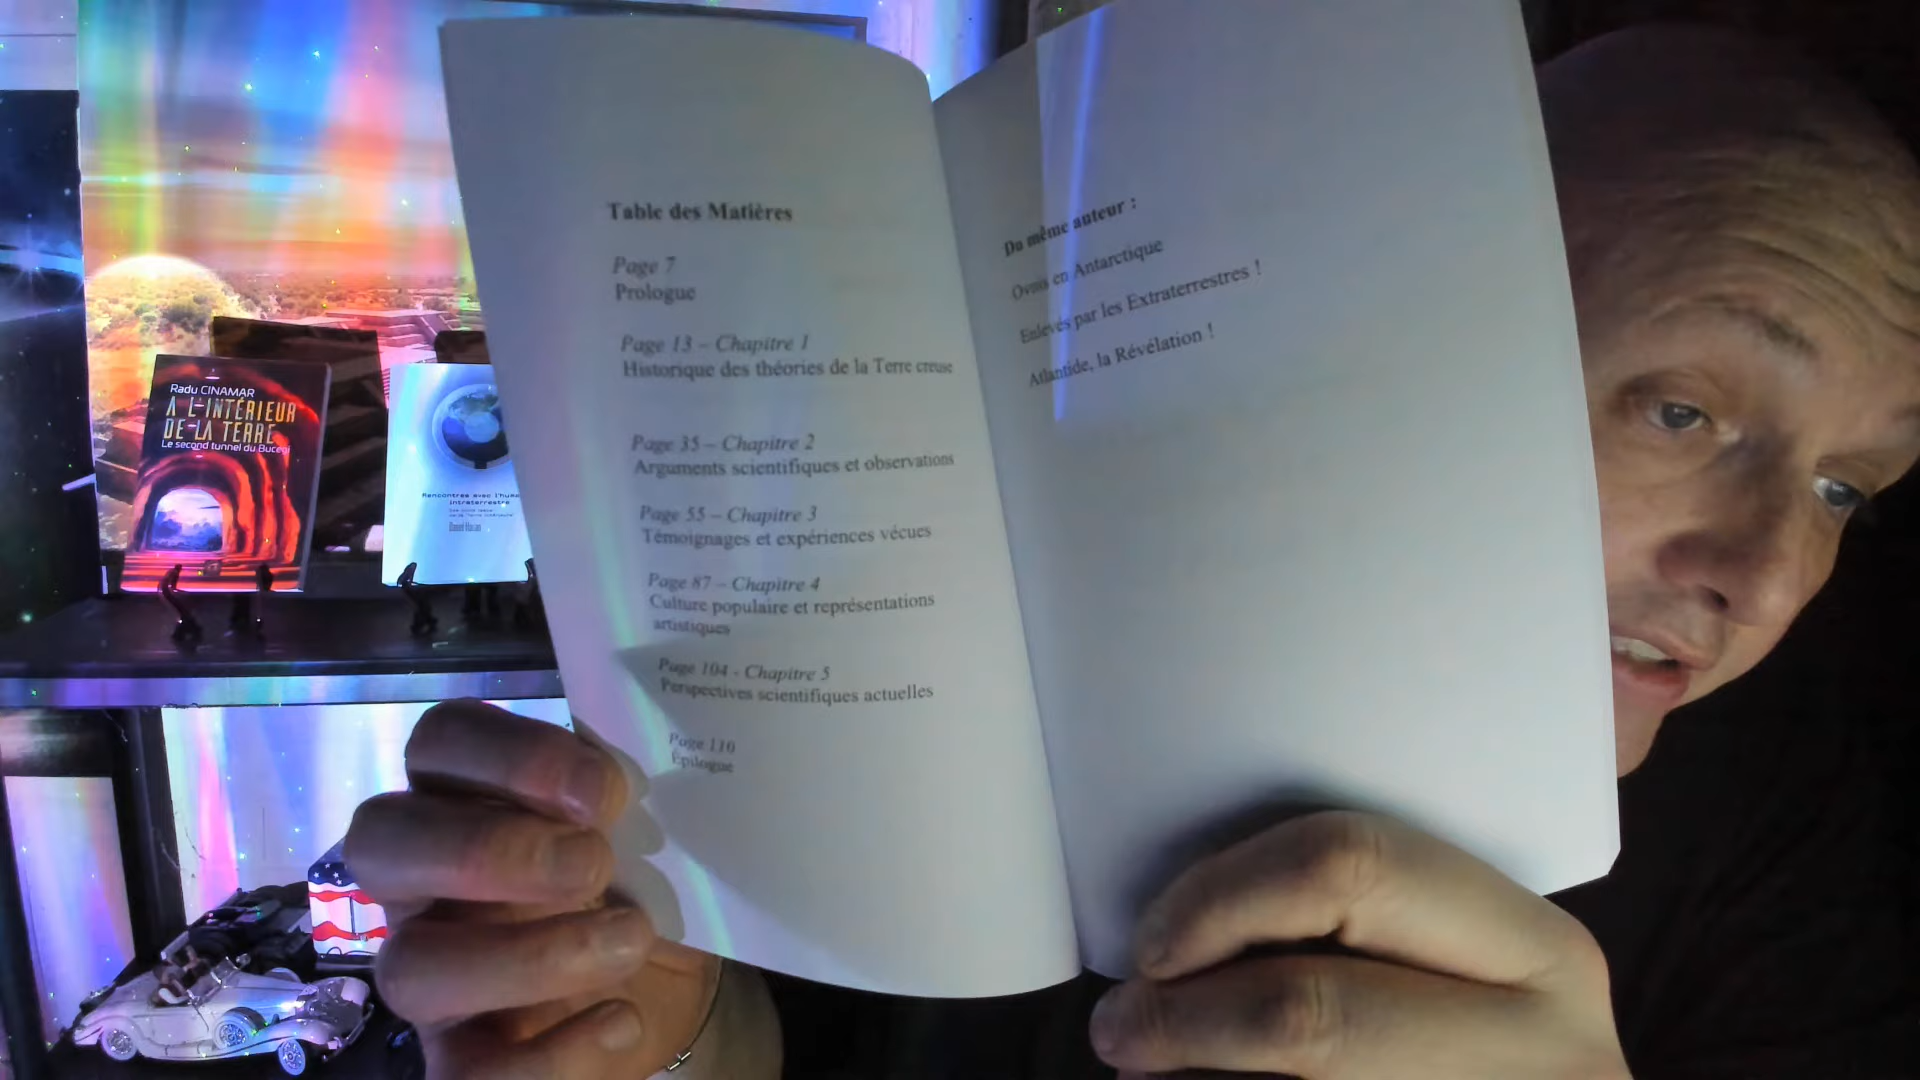 Table des Matières
Page 7
Prologue
Page 13 – Chapitre 1
Historique des théories de la Terre creuse
Page 35 – Chapitre 2
Arguments scientifiques et observations
Page 55 – Chapitre 3
Témoignages et expériences vécues
Page 87 – Chapitre 4
Culture populaire et représentations
artistiques
Page 104 - Chapitre 5
Perspectives scientifiques actuelles
Page 110
Épilogue
Du même auteur :
Ovnis en Antarctique
Enlevés par les Extraterrestres !
Atlantide, la Révélation !
Radu CINAMAR
A L'INTÉRIEUR
DE LA TERRE
Le second tunnel du Bucegi
Rencontres avec l'huma
intraterrestre